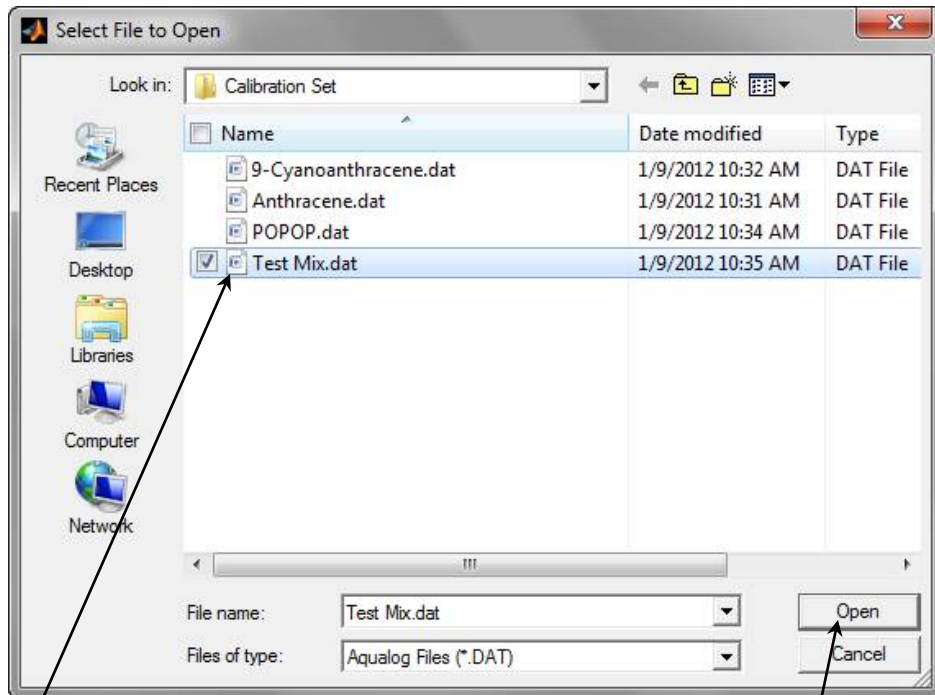 Select File to Open
Look in: Calibration Set
Name Date modified Type
9-Cyanoanthracene.dat 1/9/2012 10:32 AM DAT File
Anthracene.dat 1/9/2012 10:31 AM DAT File
POPOP.dat 1/9/2012 10:34 AM DAT File
Test Mix.dat 1/9/2012 10:35 AM DAT File
Recent Places
Desktop
Libraries
Computer
Network
File name: Test Mix.dat Open
Files of type: Aqualog Files (*.DAT) Cancel